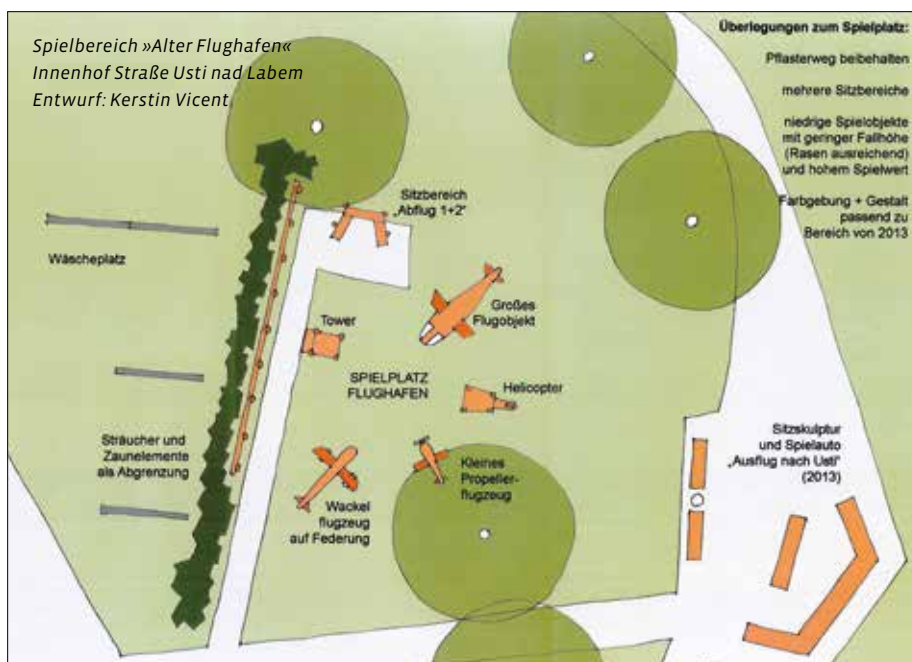 Spielbereich »Alter Flughafen«
Innenhof Straße Usti nad Labem
Entwurf: Kerstin Vicent
Überlegungen zum Spielplatz:
Pflasterweg beibehalten
mehrere Sitzbereiche
niedrige Spielobjekte
mit geringer Fallhöhe
(Rasen ausreichend)
und hohem Spielwert
Farbgebung + Gestalt
passend zu
Bereich von 2013
Sitzbereich
„Abflug 1+2"
Wäscheplatz
Großes
Flugobjekt
Tower
SPIELPLATZ
FLUGHAFEN
Helicopter
Sträucher und
Zaunelemente
als Abgrenzung
Sitzskulptur
und Spielauto
„Ausflug nach Usti"
(2013)
Kleines
Propeller-
flugzeug
Wackel
flugzeug
auf Federung